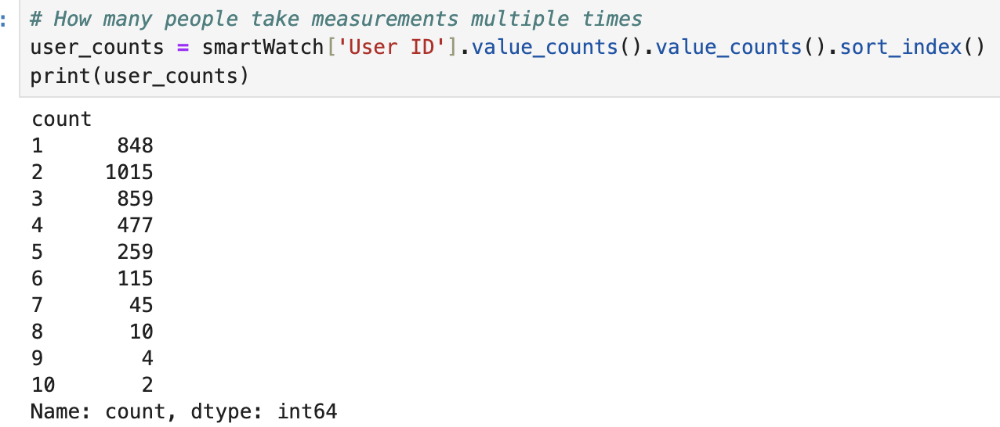 :
# How many people take measurements multiple times
user_counts = smartWatch['User ID'].value_counts().value_counts().sort_index()
print(user_counts)
count
1 848
2 1015
3 859
4 477
5 259
6 115
7 45
8 10
9 4
10 2
Name: count, dtype: int64